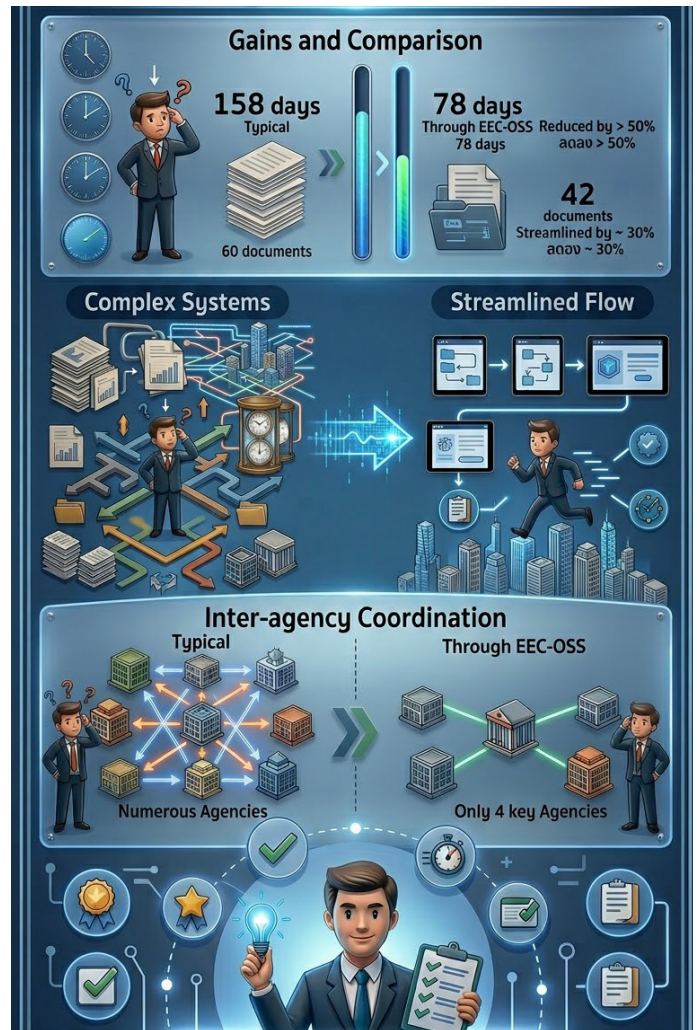 Gains and Comparison
158 days
Typical
60 documents
78 days
Through EEC-OSS
78 days
Reduced by > 50%
ลดลง > 50%
42
documents
Streamlined by ~ 30%
ลดลง ~ 30%
Complex Systems
Streamlined Flow
Inter-agency Coordination
Typical
Through EEC-OSS
Numerous Agencies
Only 4 key Agencies